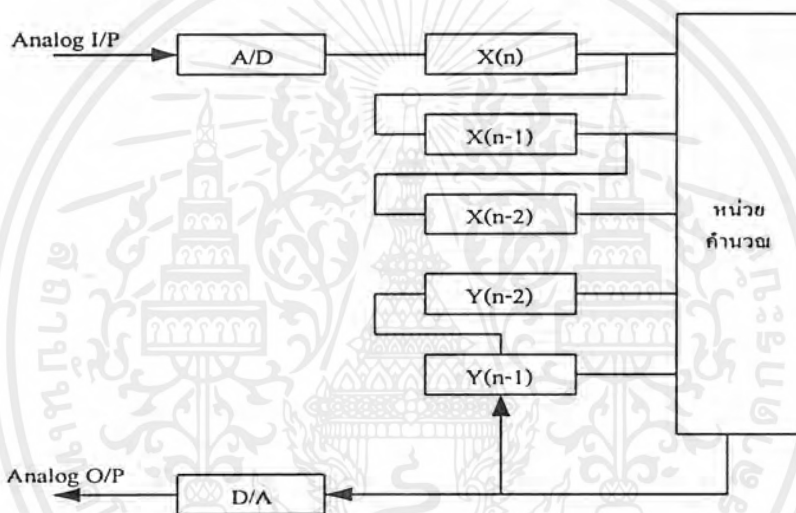 Analog I/P
A/D
X(n)
X(n-1)
X(n-2)
Y(n-2)
Y(n-1)
หน่วย
คำนวณ
Analog O/P
D/A